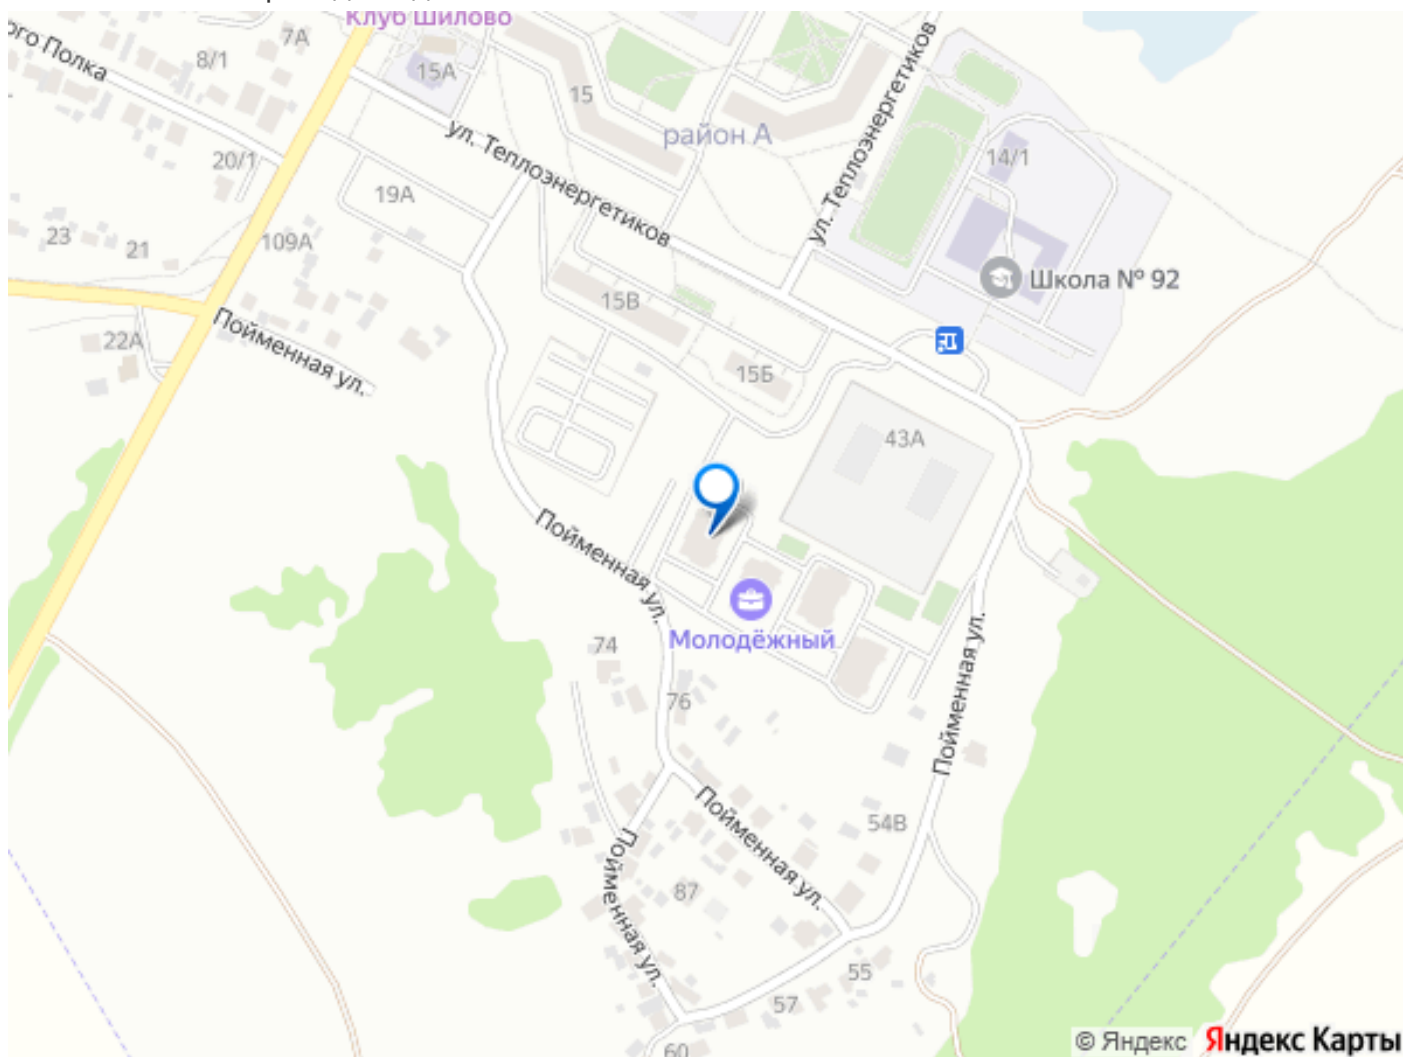 Клуб Шилово
7А
ого Полка
8/1
15А
15
ул. Теплоэнергетиков
район А
ул. Теплоэнергетиков
14/1
20/1
19А
23
21
109А
Школа № 92
15В
Пойменная ул.
22А
15Б
43А
Пойменная ул.
Молодёжный
74
76
Пойменная ул.
Пойменная ул.
54В
Пойменная ул.
87
55
57
60
© Яндекс Яндекс Карты